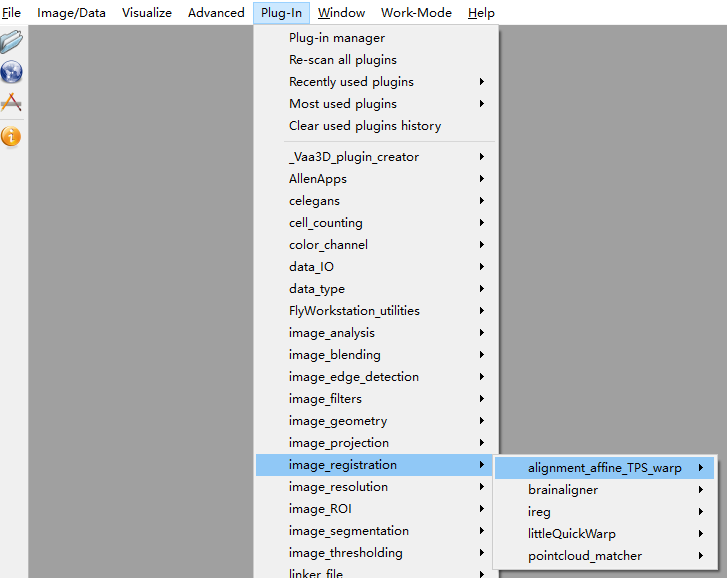 File Image/Data Visualize Advanced Plug-In Window Work-Mode Help
Plug-in manager
Re-scan all plugins
Recently used plugins
Most used plugins
Clear used plugins history
_Vaa3D_plugin_creator
AllenApps
celegans
cell_counting
color_channel
data_IO
data_type
FlyWorkstation_utilities
image_analysis
image_blending
image_edge_detection
image_filters
image_geometry
image_projection
image_registration
image_resolution
image_ROI
image_segmentation
image_thresholding
linker_file
alignment_affine_TPS_warp
brainaligner
ireg
littleQuickWarp
pointcloud_matcher